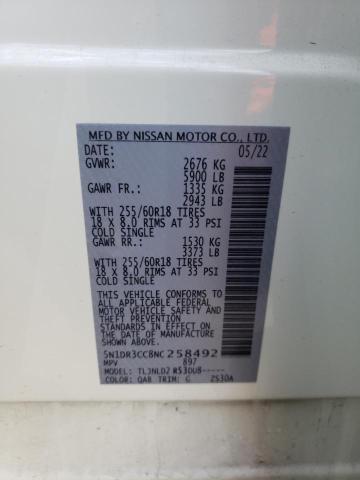 MFD BY NISSAN MOTOR CO., LTD.
05/22
GVWR: 2676 KG
5900 LB
GAWR FR.: 1335 KG
2943 LB
WITH 255/60R18 TIRES
18 X 8.0 RIMS AT 33 PSI
COLD SINGLE
GAWR RR.: 1530 KG
3373 LB
WITH 255/60R18 TIRES
18 X 8.0 RIMS AT 33 PSI
COLD SINGLE
THIS VEHICLE CONFORMS TO
ALL APPLICABLE FEDERAL
MOTOR VEHICLE SAFETY AND
THEFT PREVENTION
STANDARDS IN EFFECT ON
THE DATE OF MANUFACTURE
SHOWN ABOVE.
5N1DR3CC8NC258492
MPV 897
MODEL: TLJNLDZ R53DU8-----
COLOR: QAB TRIM: G ZS30A